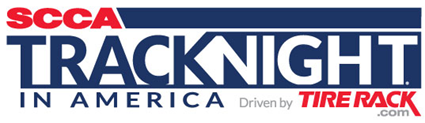 SCCA
TRACKNIGHT
IN AMERICA Driven by TIRE RACK
.com